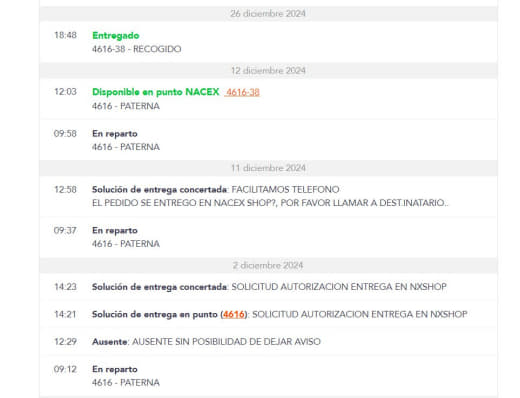 26 diciembre 2024
18:48 Entregado
4616-38 - RECOGIDO
12 diciembre 2024
12:03 Disponible en punto NACEX 4616-38
4616 - PATERNA
09:58 En reparto
4616 - PATERNA
11 diciembre 2024
12:58 Solución de entrega concertada: FACILITAMOS TELEFONO
EL PEDIDO SE ENTREGO EN NACEX SHOP?, POR FAVOR LLAMAR A DEST.INATARIO..
09:37 En reparto
4616 - PATERNA
2 diciembre 2024
14:23 Solución de entrega concertada: SOLICITUD AUTORIZACION ENTREGA EN NXSHOP
14:21 Solución de entrega en punto (4616): SOLICITUD AUTORIZACION ENTREGA EN NXSHOP
12:29 Ausente: AUSENTE SIN POSIBILIDAD DE DEJAR AVISO
09:12 En reparto
4616 - PATERNA